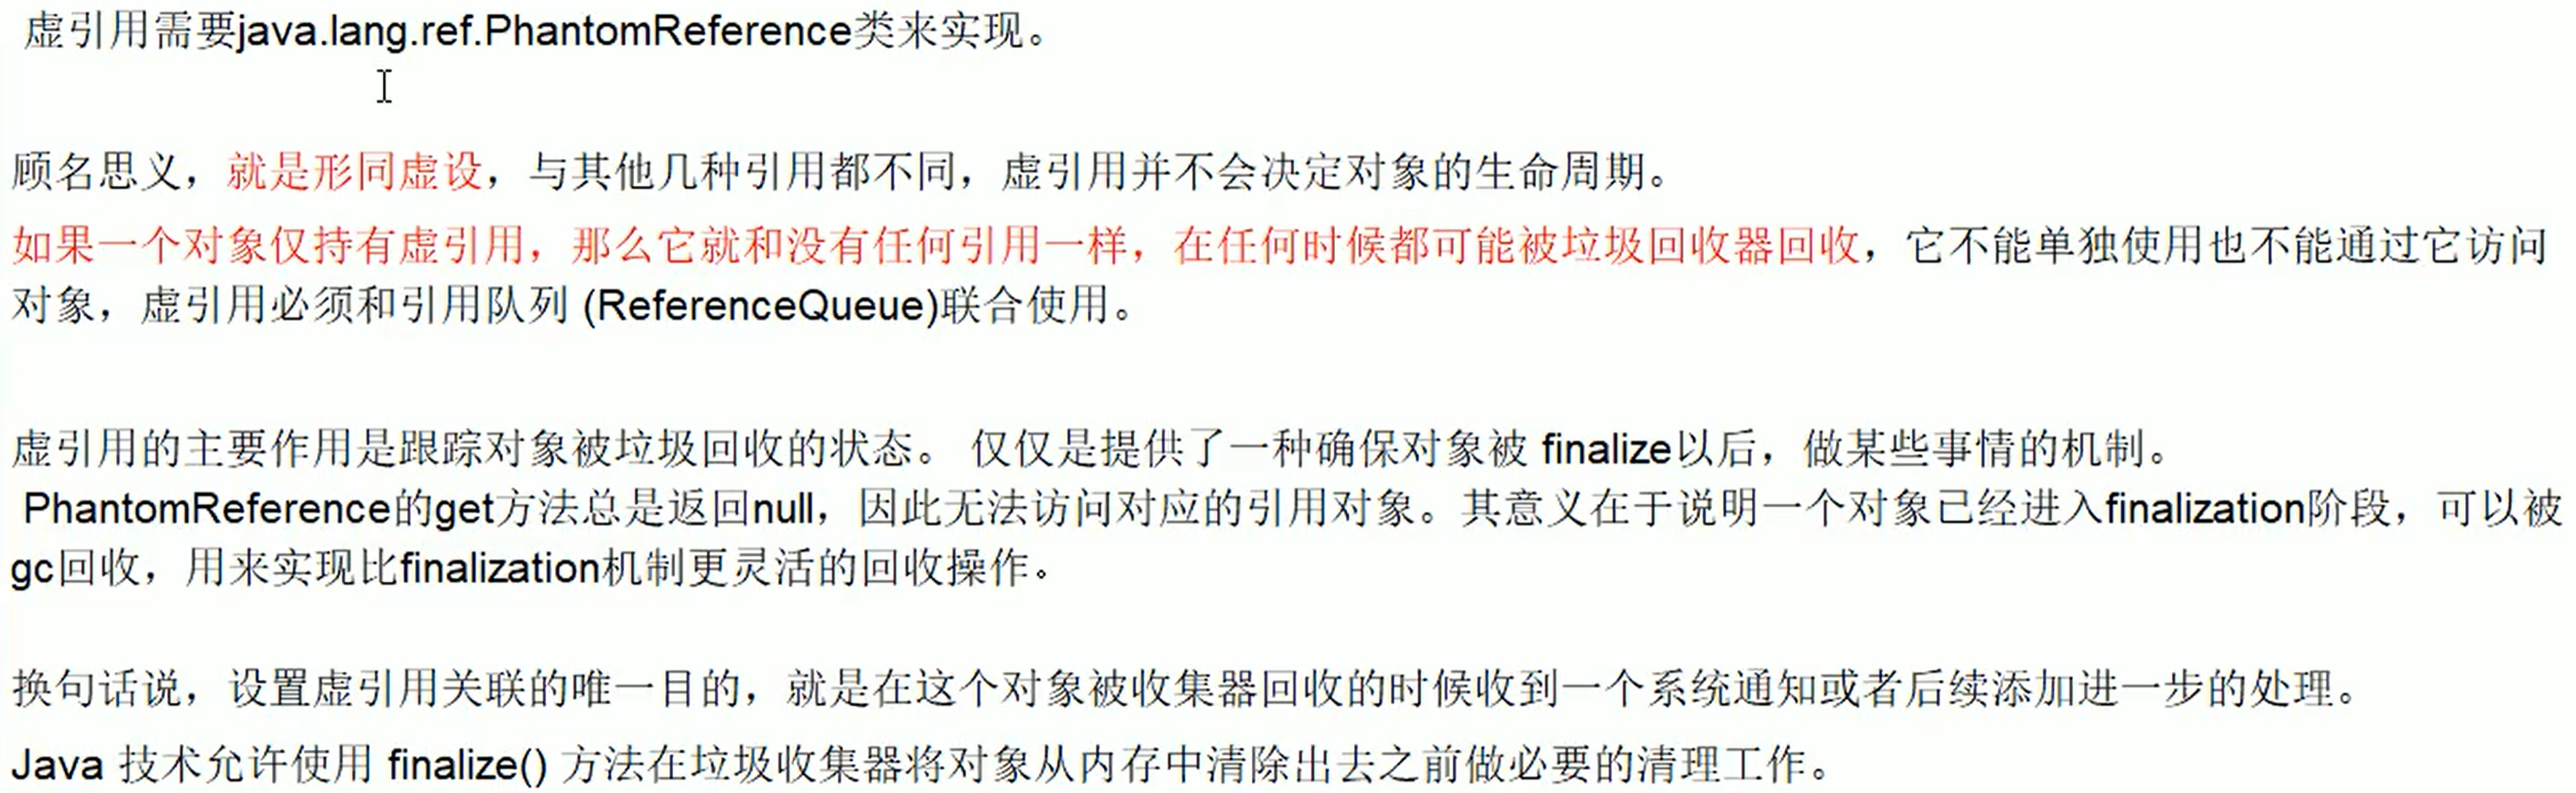 虚引用需要java.lang.ref.PhantomReference类来实现。
顾名思义，就是形同虚设，与其他几种引用都不同，虚引用并不会决定对象的生命周期。
如果一个对象仅持有虚引用，那么它就和没有任何引用一样，在任何时候都可能被垃圾回收器回收，它不能单独使用也不能通过它访问
对象，虚引用必须和引用队列 (ReferenceQueue)联合使用。
虚引用的主要作用是跟踪对象被垃圾回收的状态。 仅仅是提供了一种确保对象被 finalize以后，做某些事情的机制。
PhantomReference的get方法总是返回null，因此无法访问对应的引用对象。其意义在于说明一个对象已经进入finalization阶段，可以被
gc回收，用来实现比finalization机制更灵活的回收操作。
换句话说，设置虚引用关联的唯一目的，就是在这个对象被收集器回收的时候收到一个系统通知或者后续添加进一步的处理。
Java 技术允许使用 finalize() 方法在垃圾收集器将对象从内存中清除出去之前做必要的清理工作。